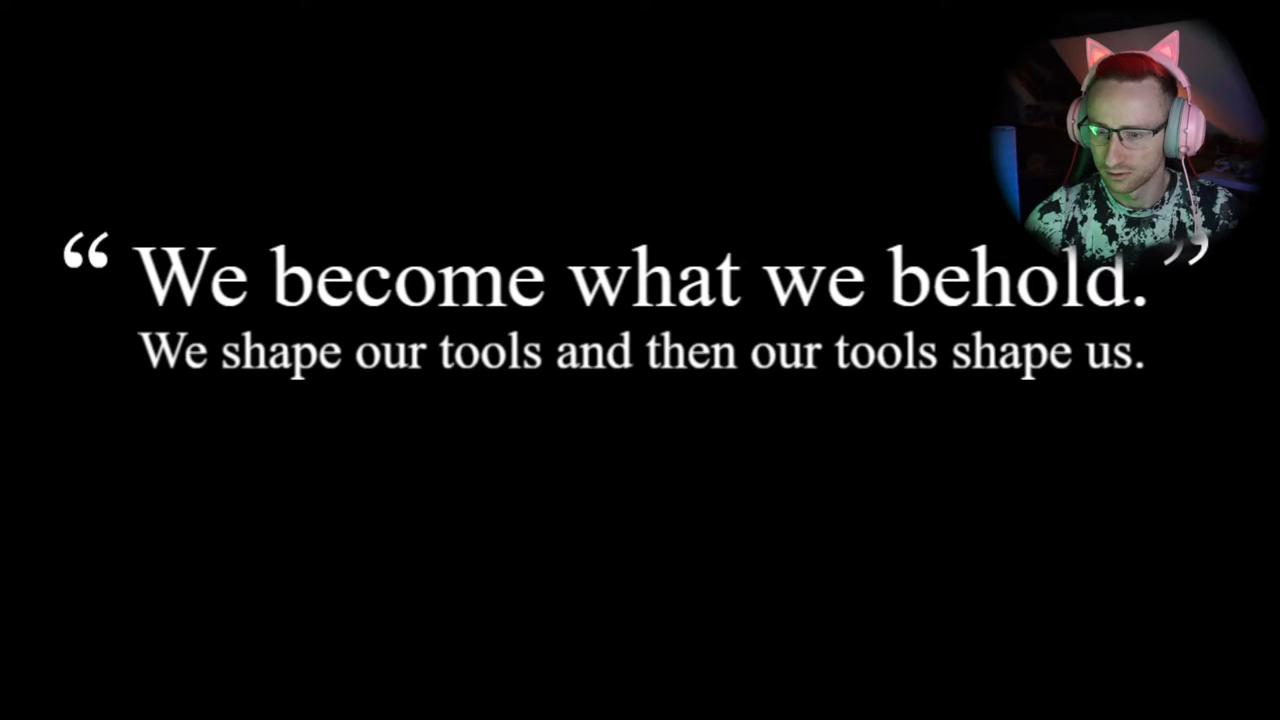 “We become what we behold.”
We shape our tools and then our tools shape us.